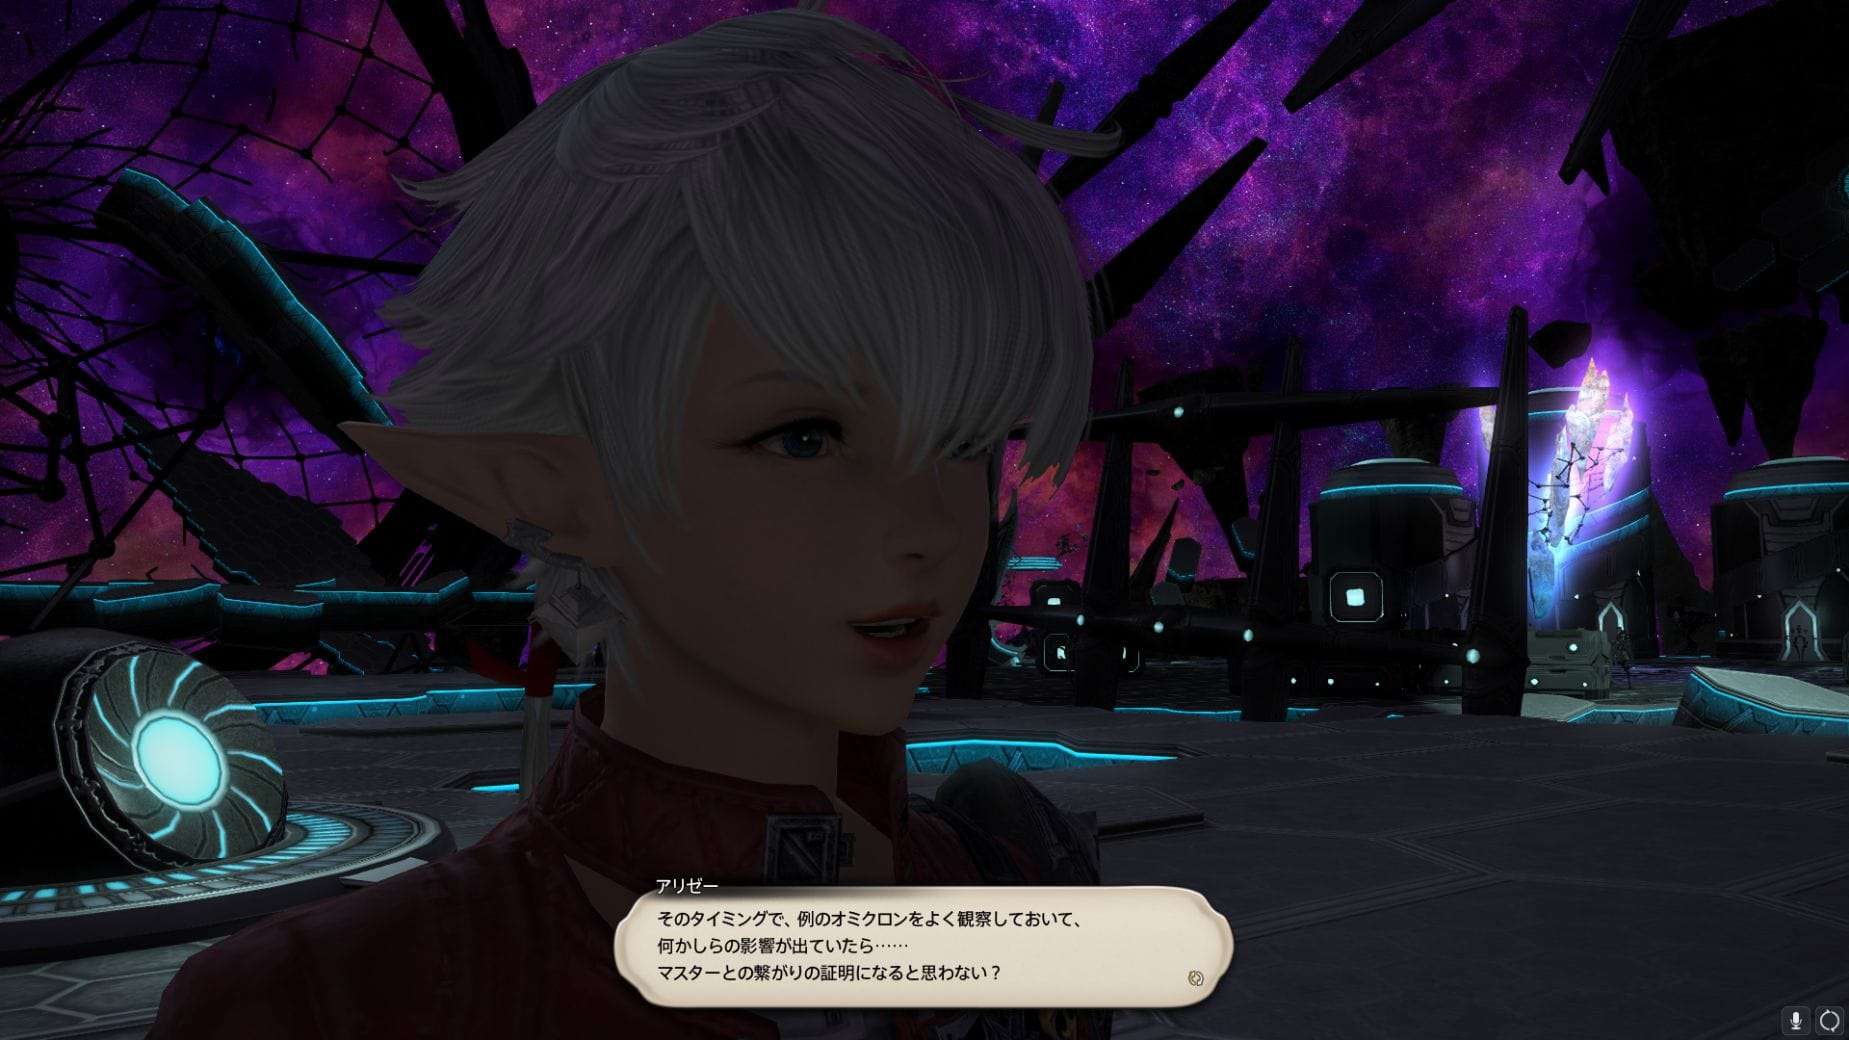 アリゼー
そのタイミングで、例のオミクロンをよく観察しておいて、
何かしらの影響が出ていたら……
マスターとの繋がりの証明になると思わない？